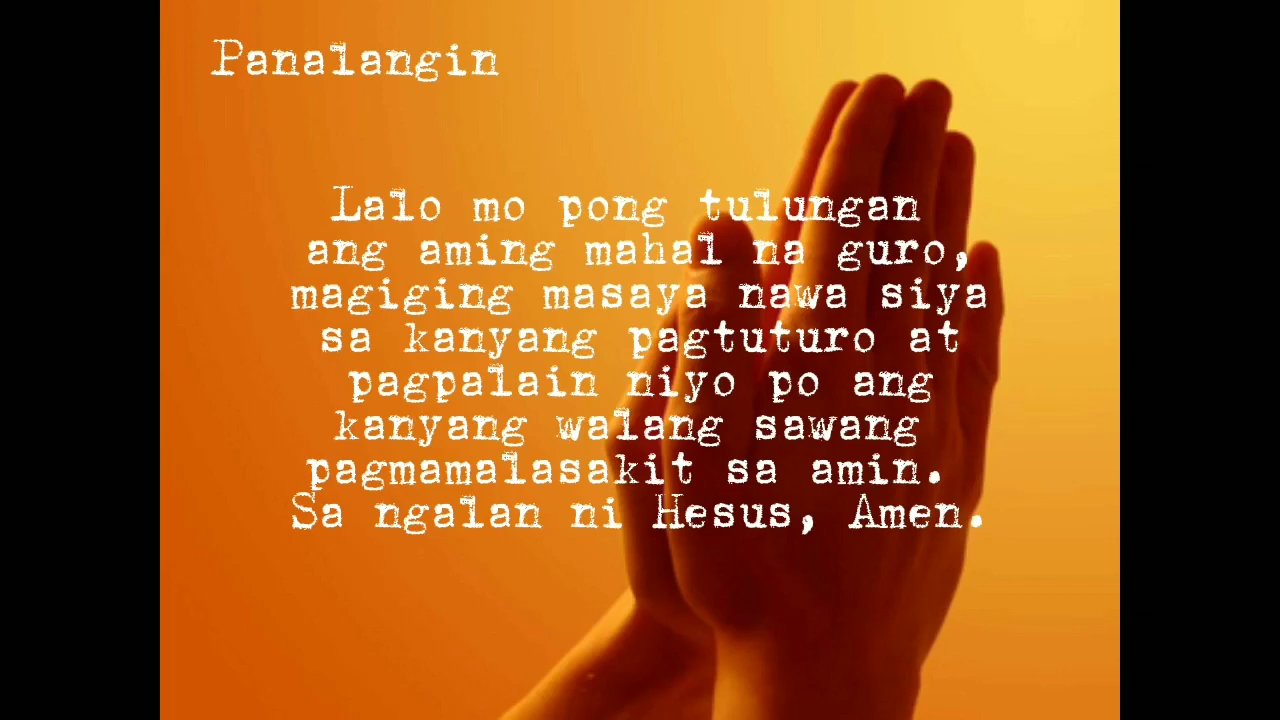 Panalangin
Lalo mo pong tulungan
ang aming mahal na guro,
magiging masaya nawa siya
sa kanyang pagtuturo at
pagpalain niyo po ang
kanyang walang sawang
pagmamalasakit sa amin.
Sa ngalan ni Hesus, Amen.